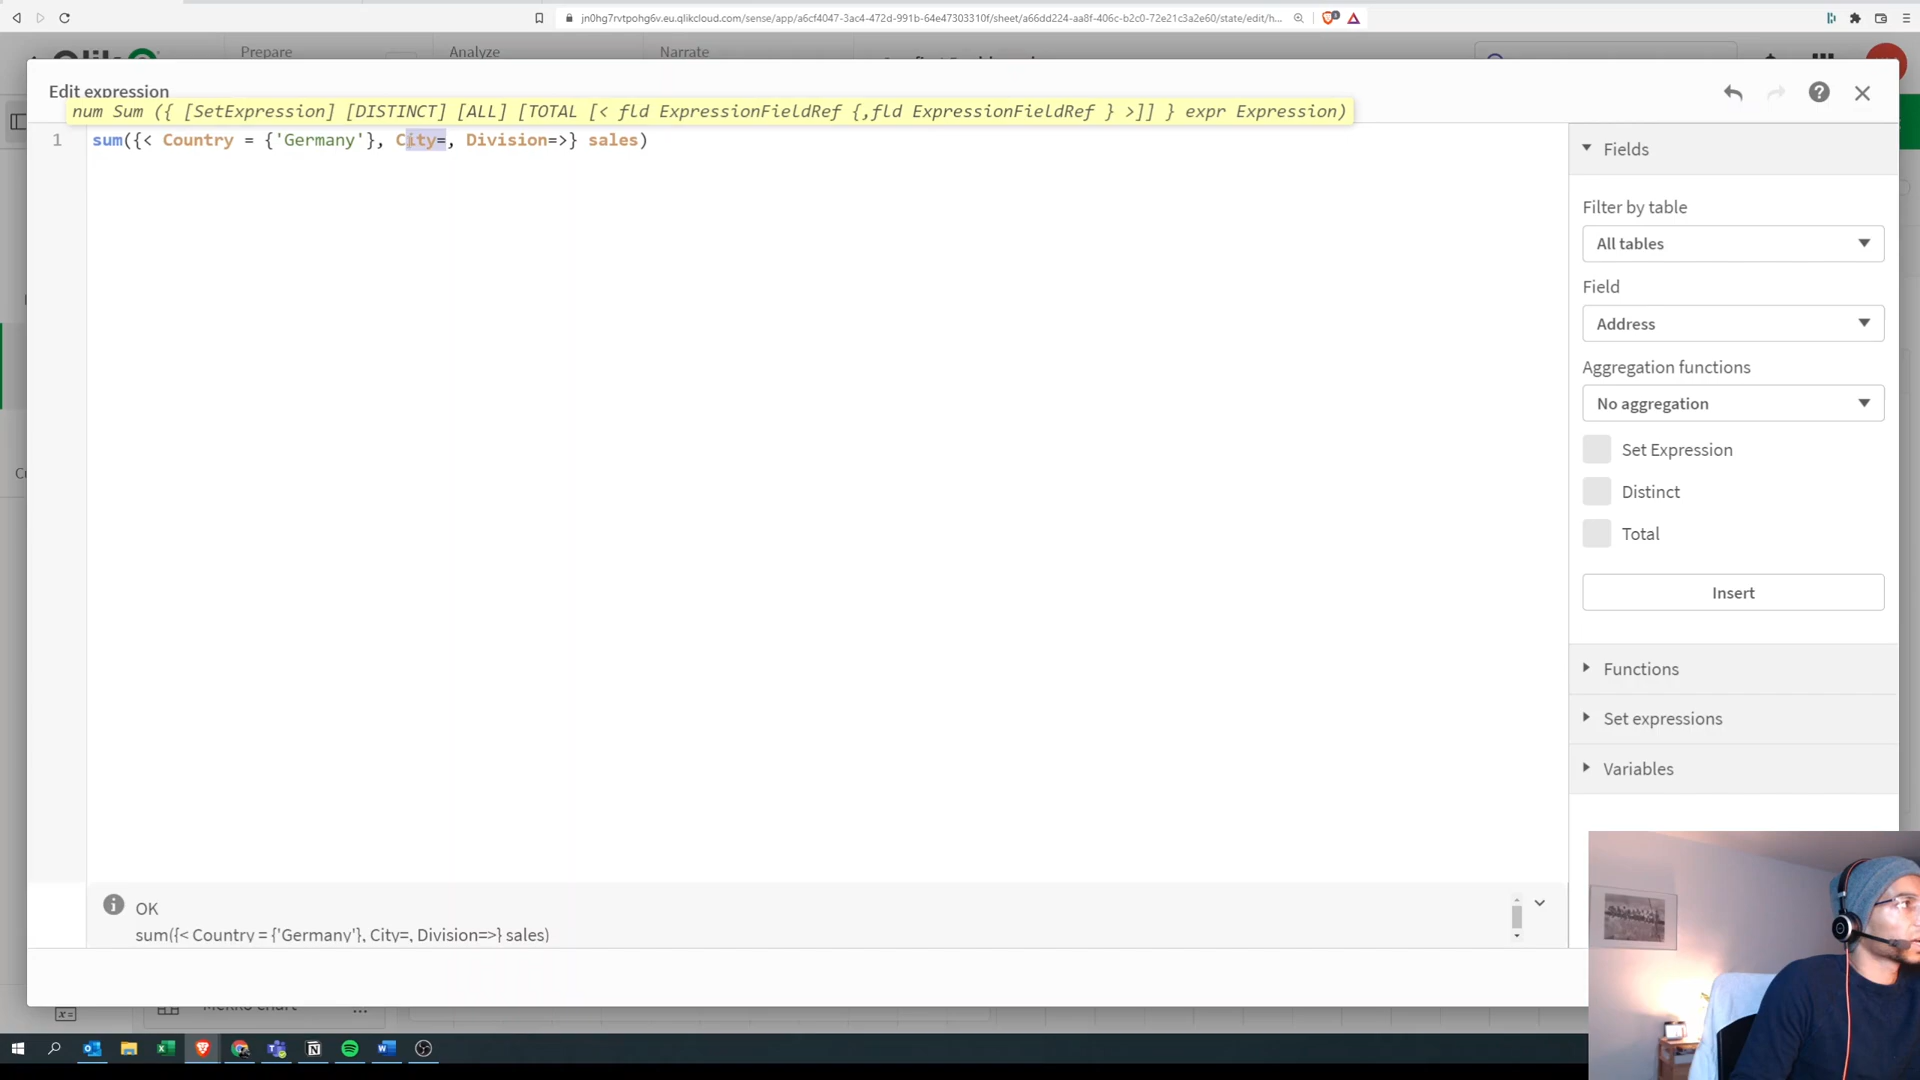 jn0hg7rvtpohg6v.eu.qlikcloud.com/sense/app/a6cf4047-3ac4-472d-991b-64e47303310f/sheet/a66dd224-aa8f-406c-b2c0-72e21c3a2e60/state/edit/h...
Prepare
Analyze
Narrate
Edit expression
num Sum ({ [SetExpression] [DISTINCT] [ALL] [TOTAL [< fld ExpressionFieldRef {,fld ExpressionFieldRef } >]] } expr Expression)
1 sum({< Country = {'Germany'}, City=, Division=>} sales)
Fields
Filter by table
All tables
Field
Address
Aggregation functions
No aggregation
Set Expression
Distinct
Total
Insert
Functions
Set expressions
Variables
OK
sum({< Country = {'Germany'}, City=, Division=>} sales)
Mekko chart